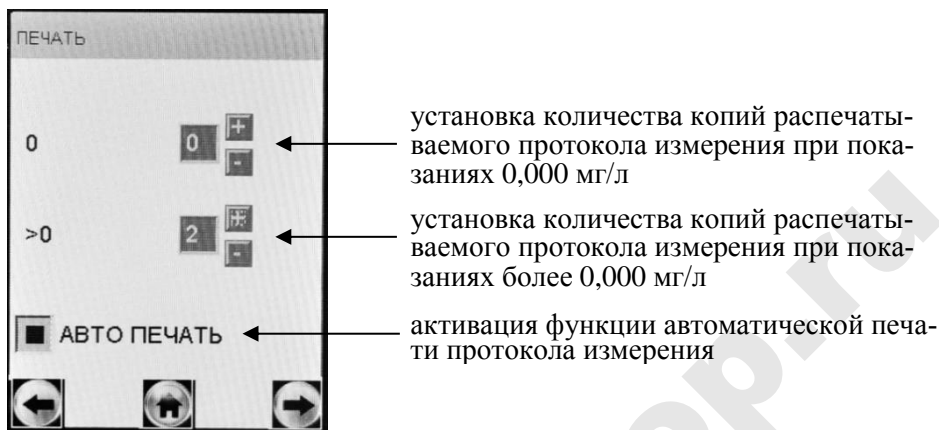 ПЕЧАТЬ
0
0
+
-
установка количества копий распечаты-
ваемого протокола измерения при пока-
заниях 0,000 мг/л
>0
2
+
-
установка количества копий распечаты-
ваемого протокола измерения при пока-
заниях более 0,000 мг/л
АВТО ПЕЧАТЬ
активация функции автоматической печа-
ти протокола измерения
ep.ru